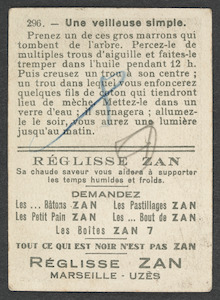 296. — Une veilleuse simple.
Prenez un de ces gros marrons qui
tombent de l'arbre. Percez-le de
multiples trous d'aiguille et faites-le
tremper dans l'huile pendant 12 h.
Puis creusez un trou en son centre ;
un trou dans lequel vous enfoncerez
quelques fils de coton qui tiendront
lieu de mèche. Mettez-le dans un
verre d'eau où il surnagera ; allumez-
le le soir, vous aurez une lumière
jusqu'au matin.
RÉGLISSE ZAN
Sa chaude saveur vous aidera à supporter
les temps humides et froids.
DEMANDEZ
Les ... Bâtons ZAN Les Pastillages ZAN
Les Petit Pain ZAN Les ... Bout de ZAN
Les Boîtes ZAN 7
TOUT CE QUI EST NOIR N'EST PAS ZAN
RÉGLISSE ZAN
MARSEILLE - UZÈS